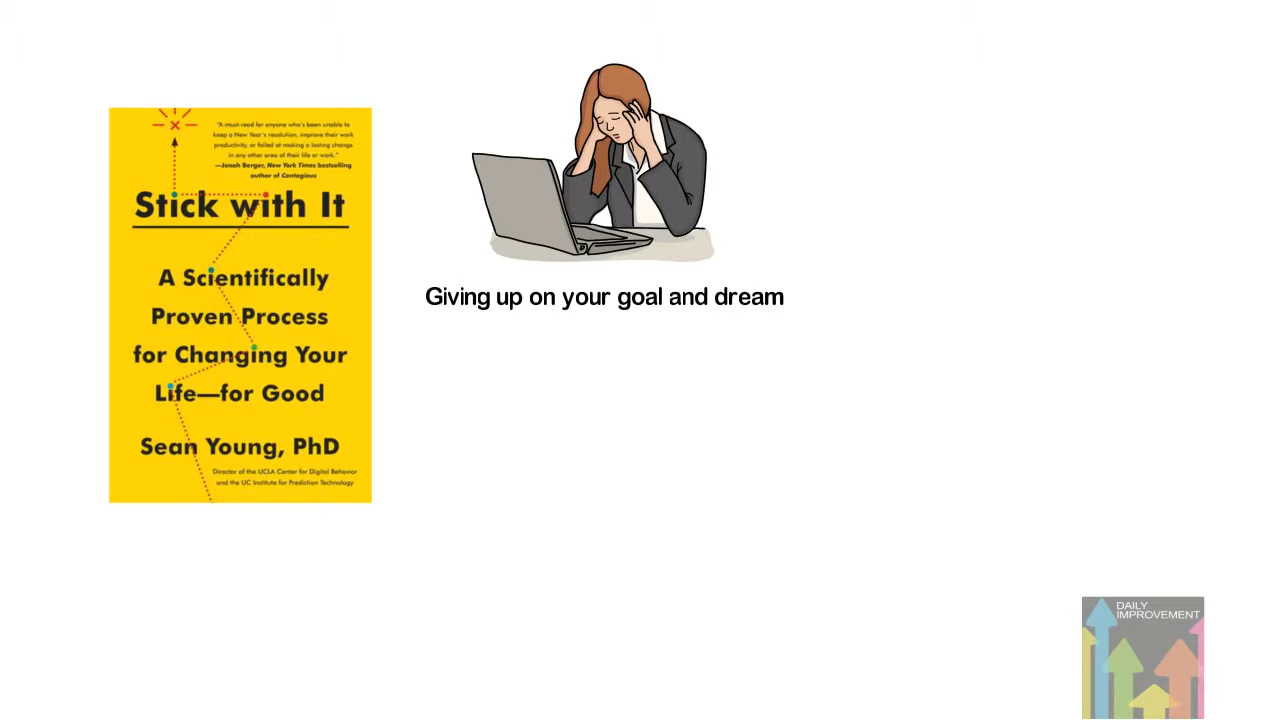 "A must-read for anyone who's been unable to
keep a New Year's resolution, improve their work
productivity, or failed at making a lasting change
in any other area of their life or work."
—Jonah Berger, New York Times bestselling
author of Contagious
Stick with It
A Scientifically
Proven Process
for Changing Your
Life—for Good
Sean Young, PhD
Director of the UCLA Center for Digital Behavior
and the UC Institute for Prediction Technology
Giving up on your goal and dream
DAILY
IMPROVEMENT